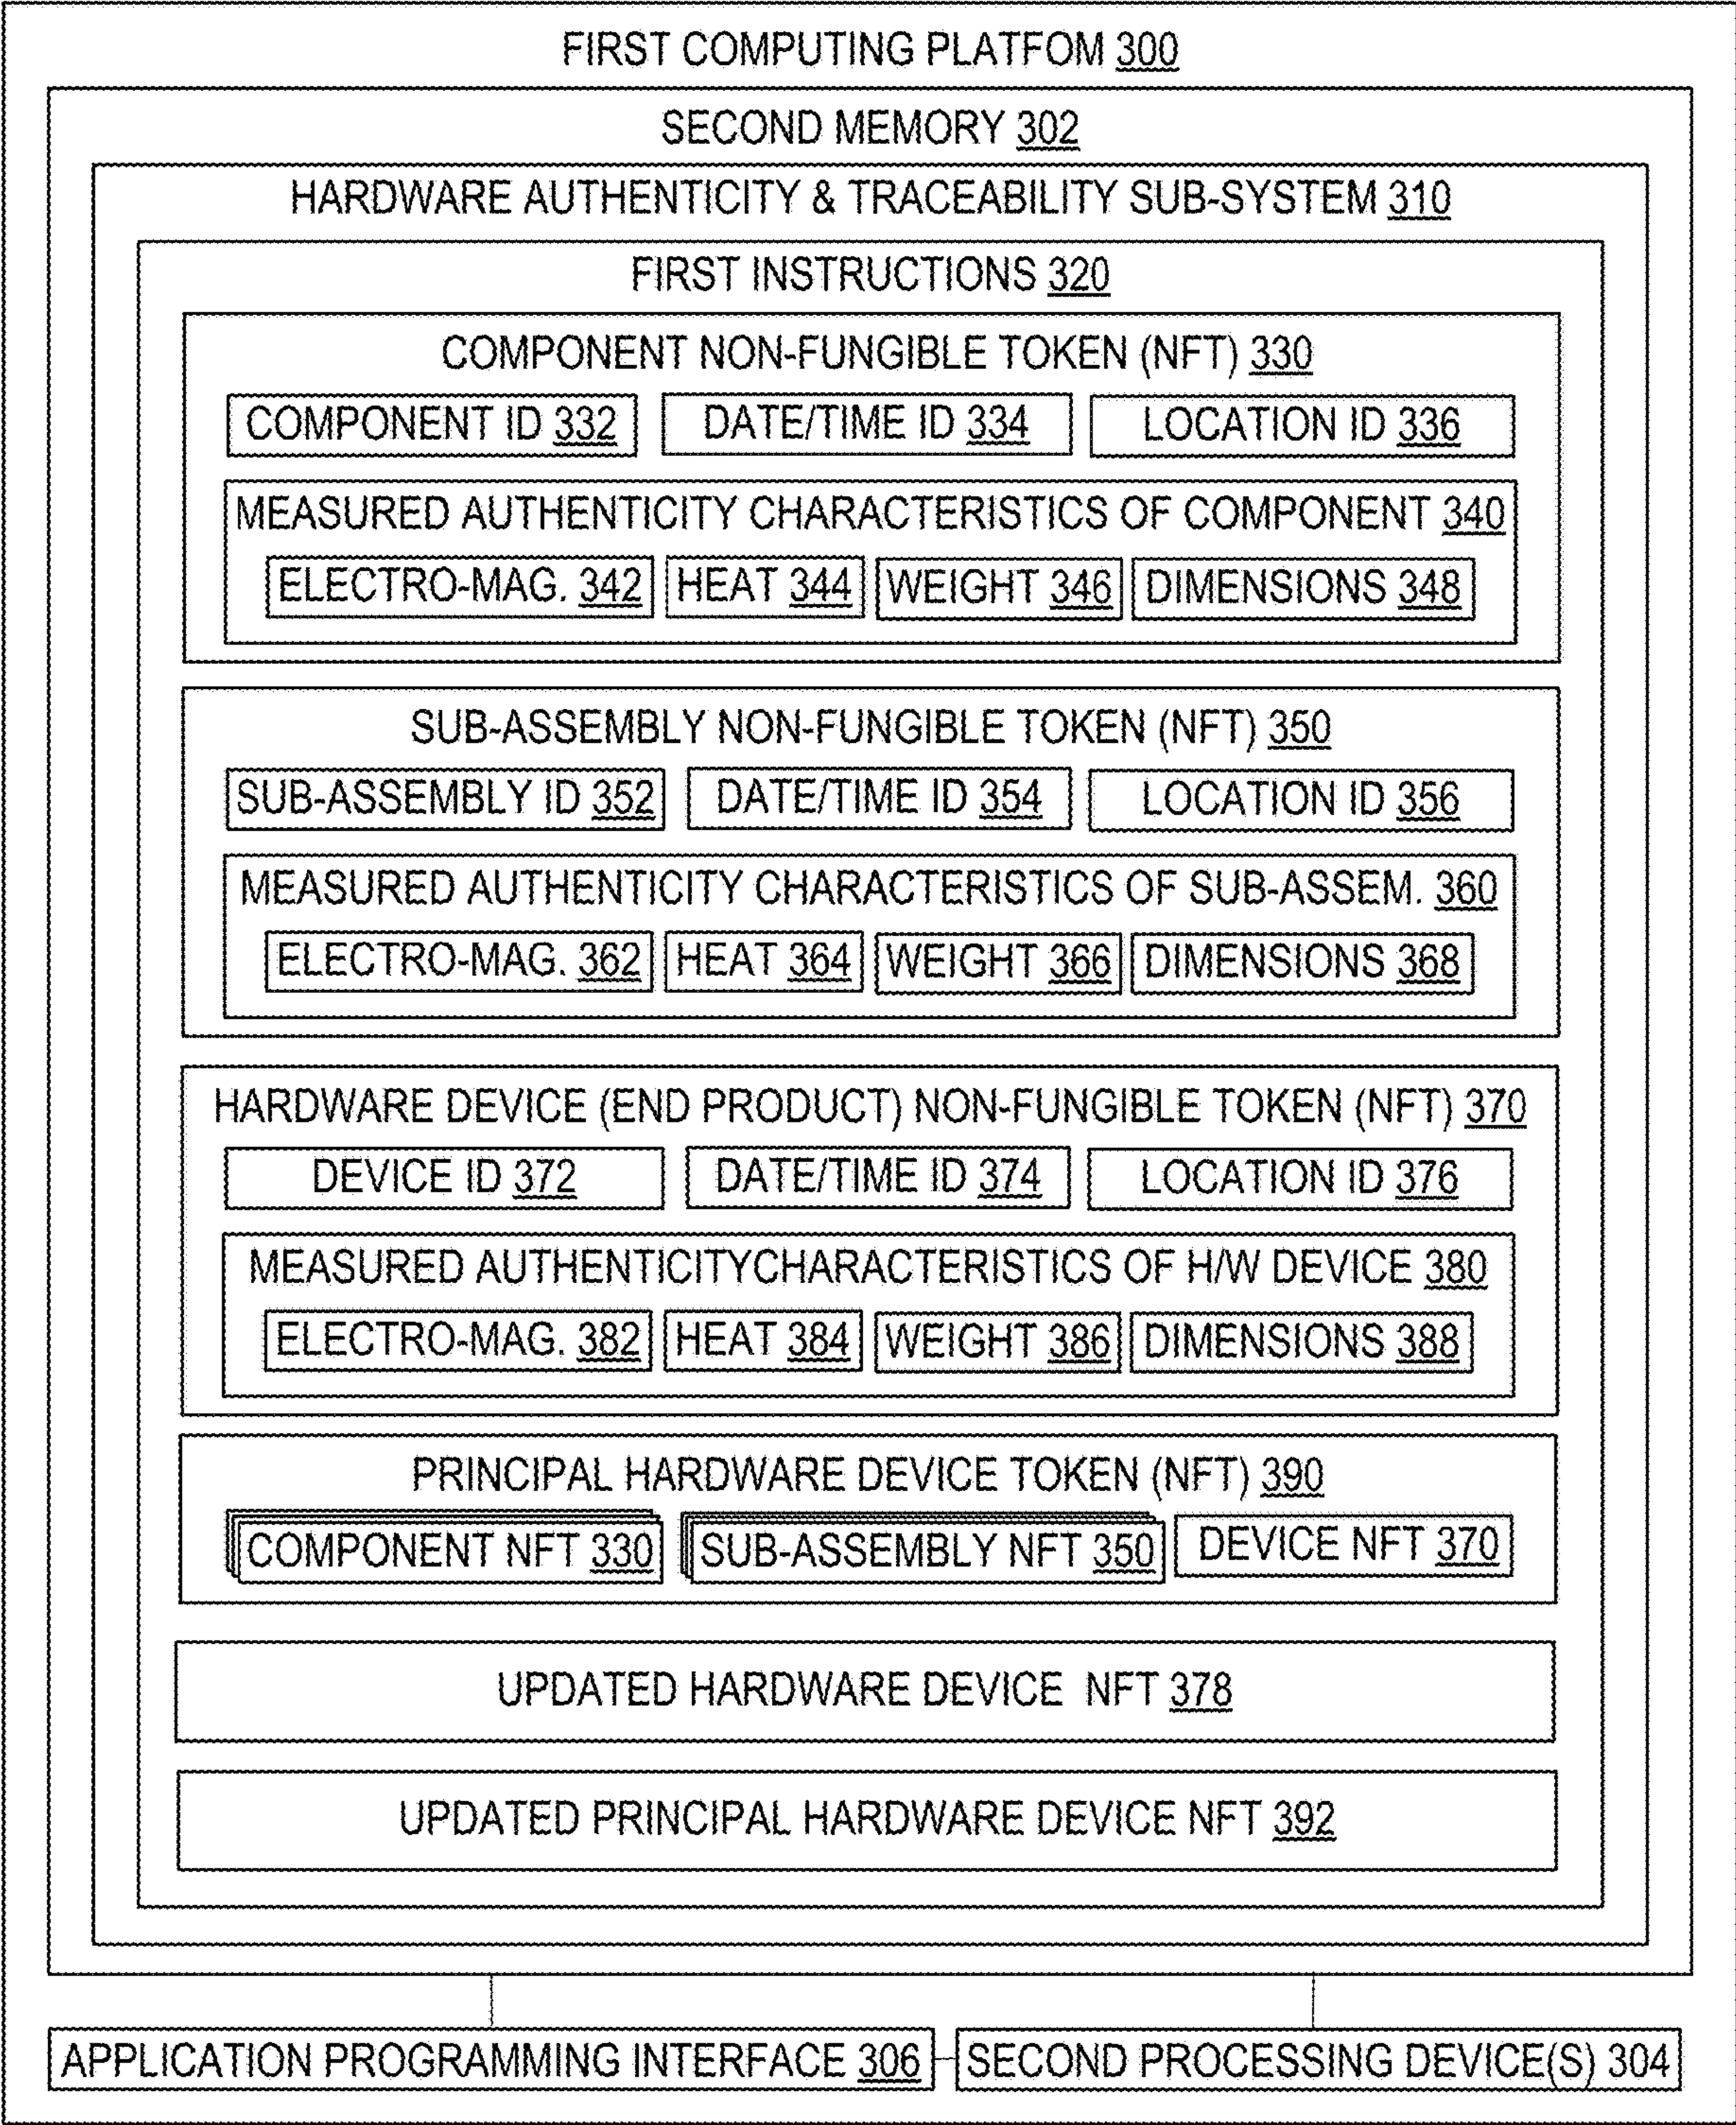 FIRST COMPUTING PLATFOM 300
SECOND MEMORY 302
HARDWARE AUTHENTICITY & TRACEABILITY SUB-SYSTEM 310
FIRST INSTRUCTIONS 320
COMPONENT NON-FUNGIBLE TOKEN (NFT) 330
COMPONENT ID 332 DATE/TIME ID 334 LOCATION ID 336
MEASURED AUTHENTICITY CHARACTERISTICS OF COMPONENT 340
ELECTRO-MAG. 342 HEAT 344 WEIGHT 346 DIMENSIONS 348
SUB-ASSEMBLY NON-FUNGIBLE TOKEN (NFT) 350
SUB-ASSEMBLY ID 352 DATE/TIME ID 354 LOCATION ID 356
MEASURED AUTHENTICITY CHARACTERISTICS OF SUB-ASSEM. 360
ELECTRO-MAG. 362 HEAT 364 WEIGHT 366 DIMENSIONS 368
HARDWARE DEVICE (END PRODUCT) NON-FUNGIBLE TOKEN (NFT) 370
DEVICE ID 372 DATE/TIME ID 374 LOCATION ID 376
MEASURED AUTHENTICITYCHARACTERISTICS OF H/W DEVICE 380
ELECTRO-MAG. 382 HEAT 384 WEIGHT 386 DIMENSIONS 388
PRINCIPAL HARDWARE DEVICE TOKEN (NFT) 390
COMPONENT NFT 330 SUB-ASSEMBLY NFT 350 DEVICE NFT 370
UPDATED HARDWARE DEVICE NFT 378
UPDATED PRINCIPAL HARDWARE DEVICE NFT 392
APPLICATION PROGRAMMING INTERFACE 306 SECOND PROCESSING DEVICE(S) 304